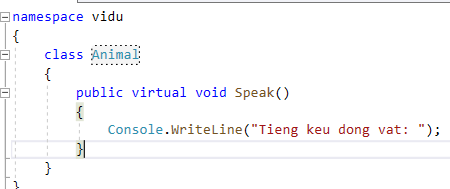 namespace vidu
{
class Animal
{
public virtual void Speak()
{
Console.WriteLine("Tieng keu dong vat: ");
}
}
}